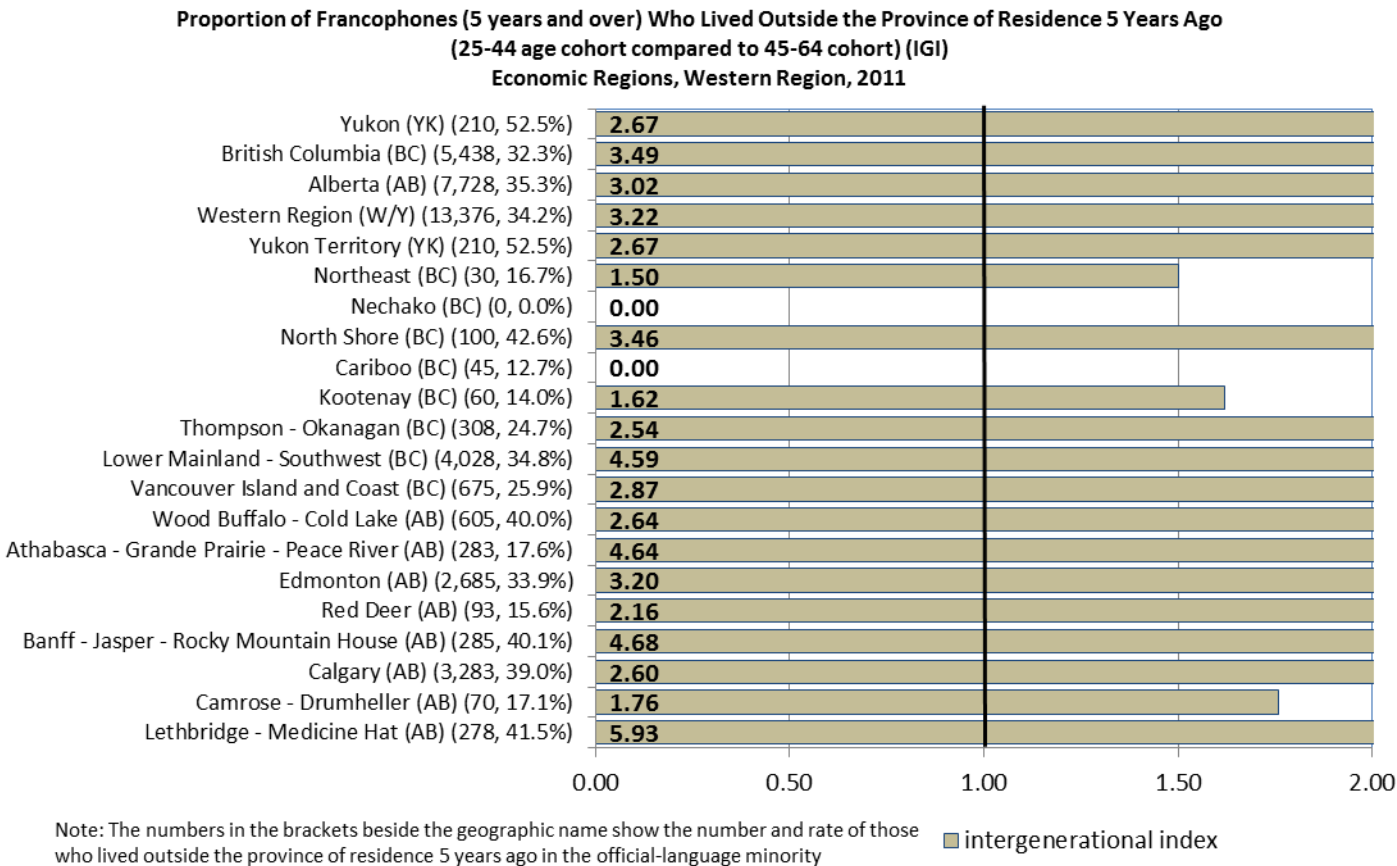 Proportion of Francophones (5 years and over) Who Lived Outside the Province of Residence 5 Years Ago
(25-44 age cohort compared to 45-64 cohort) (IGI)
Economic Regions, Western Region, 2011
Yukon (YK) (210, 52.5%) 2.67
British Columbia (BC) (5,438, 32.3%) 3.49
Alberta (AB) (7,728, 35.3%) 3.02
Western Region (W/Y) (13,376, 34.2%) 3.22
Yukon Territory (YK) (210, 52.5%) 2.67
Northeast (BC) (30, 16.7%) 1.50
Nechako (BC) (0, 0.0%) 0.00
North Shore (BC) (100, 42.6%) 3.46
Cariboo (BC) (45, 12.7%) 0.00
Kootenay (BC) (60, 14.0%) 1.62
Thompson - Okanagan (BC) (308, 24.7%) 2.54
Lower Mainland - Southwest (BC) (4,028, 34.8%) 4.59
Vancouver Island and Coast (BC) (675, 25.9%) 2.87
Wood Buffalo - Cold Lake (AB) (605, 40.0%) 2.64
Athabasca - Grande Prairie - Peace River (AB) (283, 17.6%) 4.64
Edmonton (AB) (2,685, 33.9%) 3.20
Red Deer (AB) (93, 15.6%) 2.16
Banff - Jasper - Rocky Mountain House (AB) (285, 40.1%) 4.68
Calgary (AB) (3,283, 39.0%) 2.60
Camrose - Drumheller (AB) (70, 17.1%) 1.76
Lethbridge - Medicine Hat (AB) (278, 41.5%) 5.93
0.00 0.50 1.00 1.50 2.00
Note: The numbers in the brackets beside the geographic name show the number and rate of those
who lived outside the province of residence 5 years ago in the official-language minority
intergenerational index